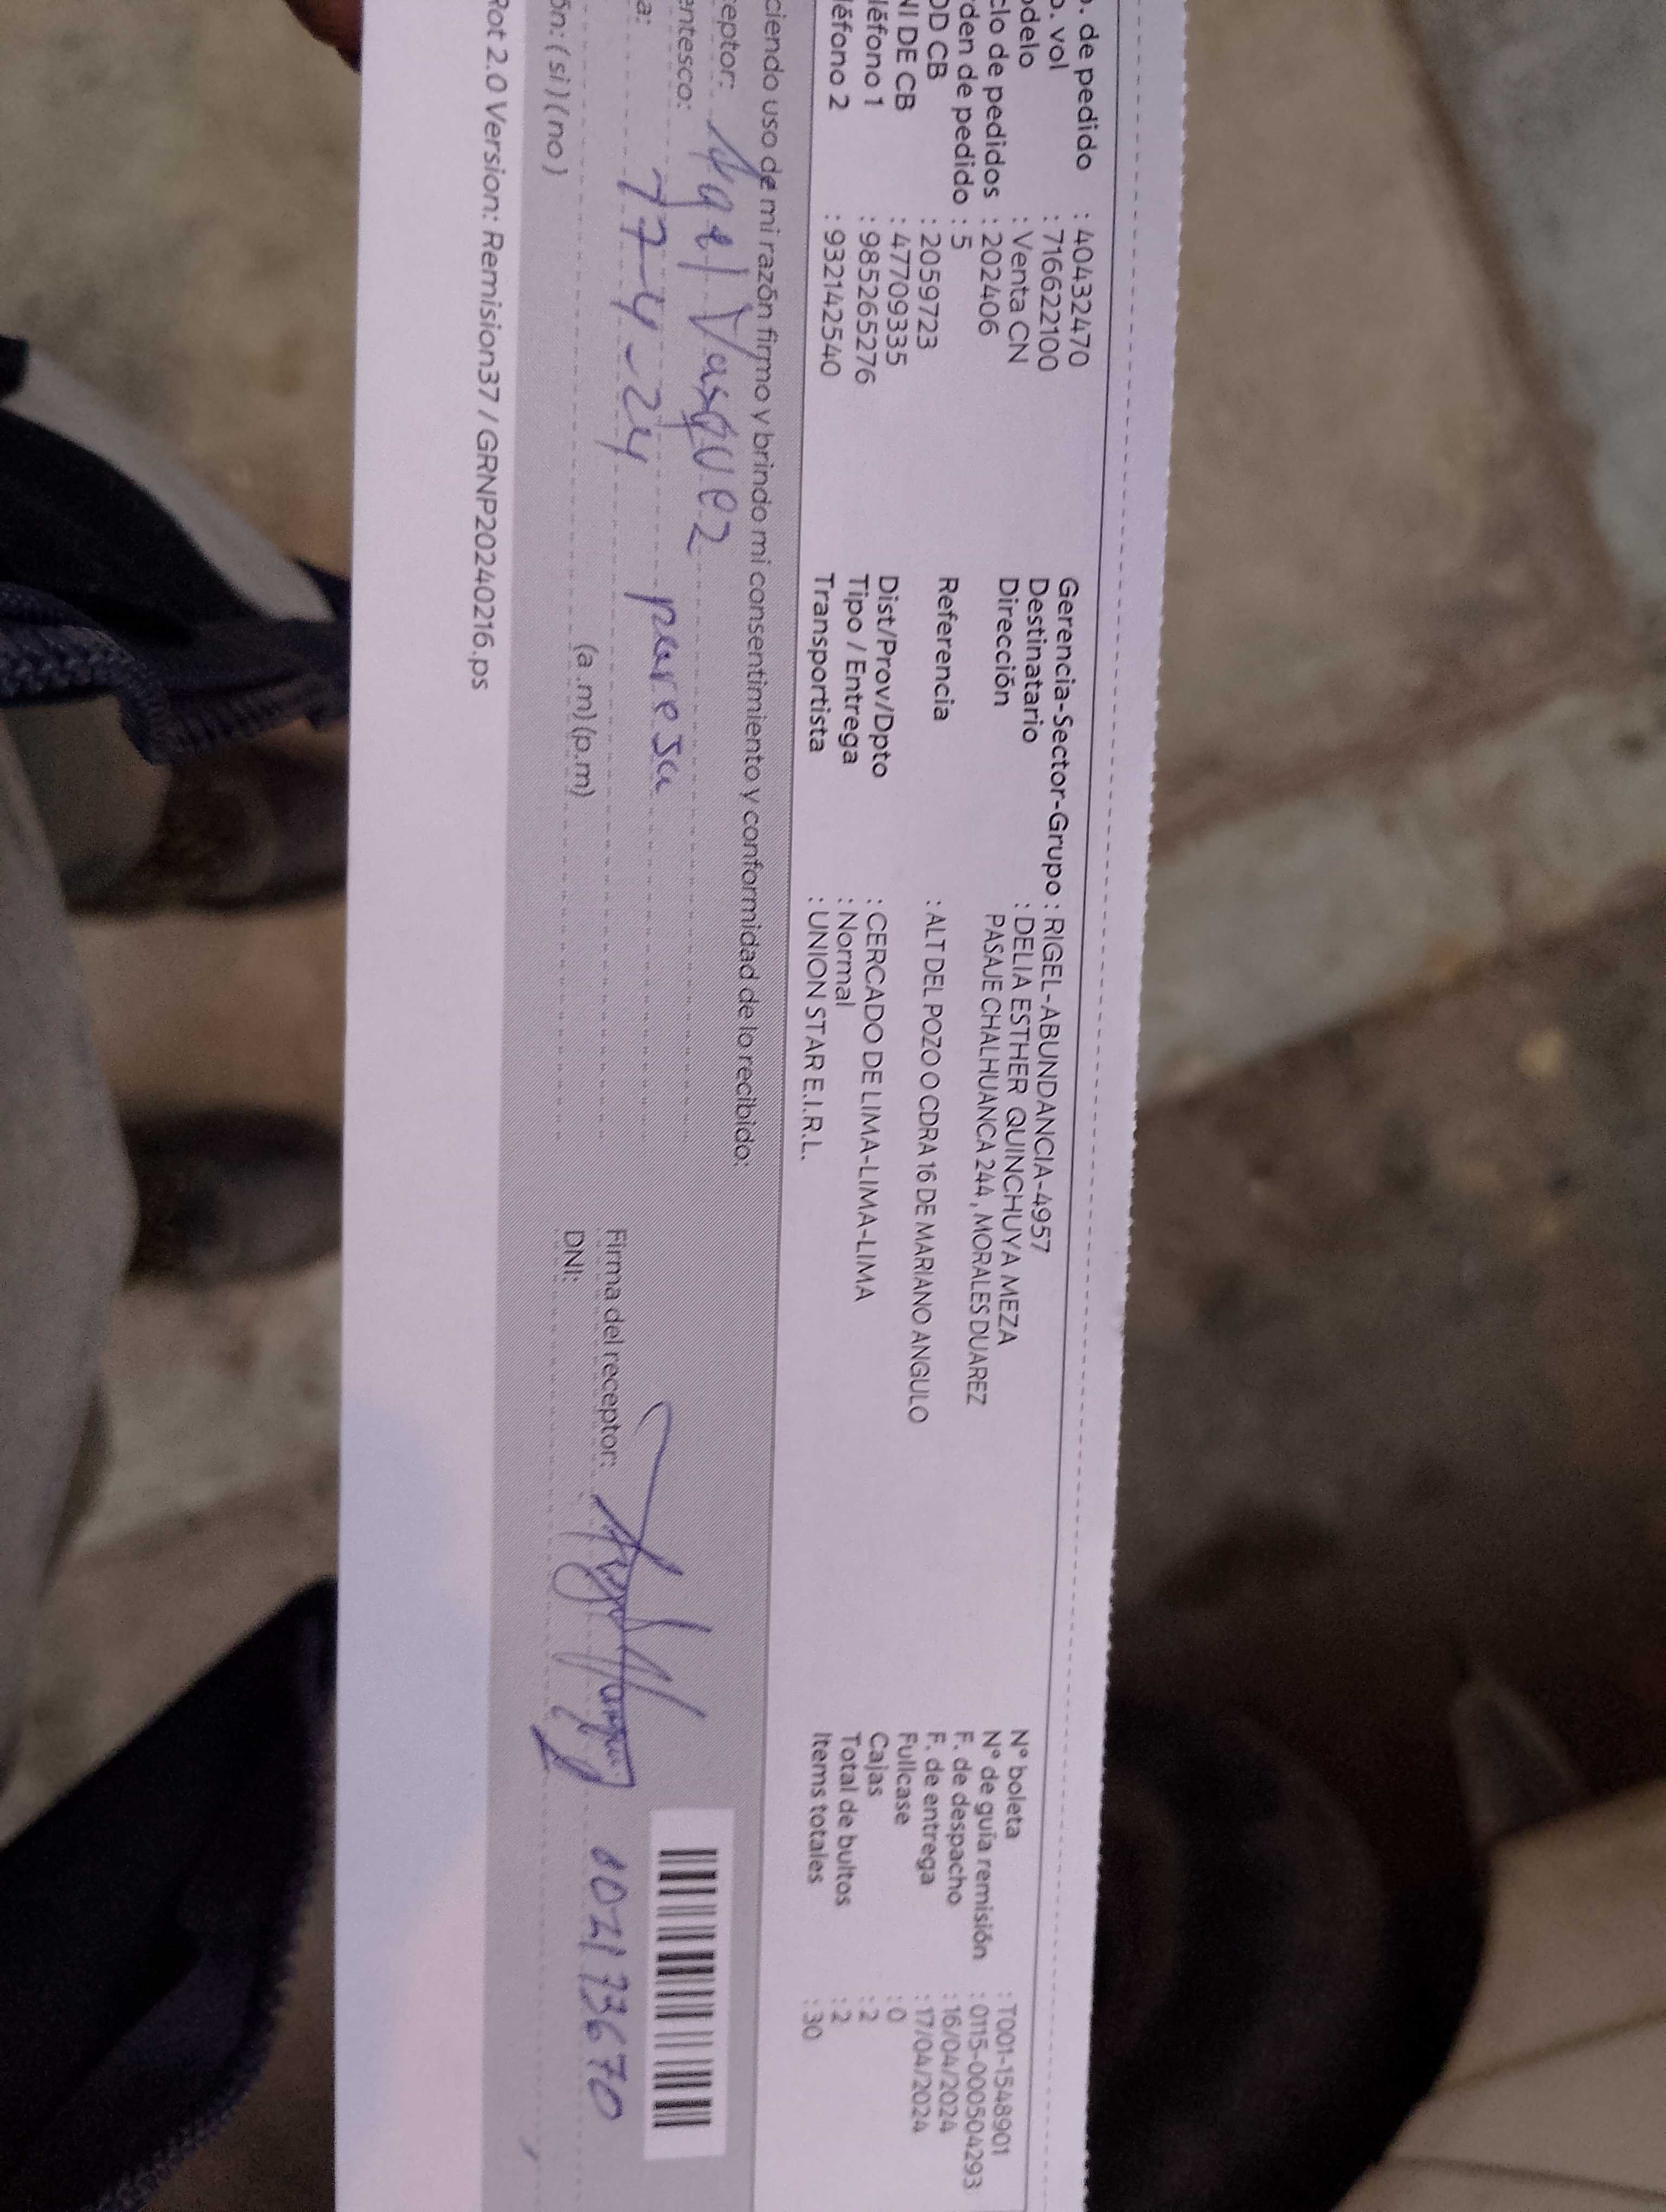 . de pedido : 40432470
o. vol : 716622100
odelo : Venta CN
clo de pedidos : 202406
den de pedido : 5
OD CB : 2059723
NI DE CB : 47709335
léfono 1 : 985265276
léfono 2 : 932142540
Gerencia-Sector-Grupo : RIGEL-ABUNDANCIA-4957
Destinatario : DELIA ESTHER QUINCHUYA MEZA
Dirección PASAJE CHALHUANCA 244 , MORALES DUAREZ
Referencia : ALT DEL POZO O CDRA 16 DE MARIANO ANGULO
Dist/Prov/Dpto : CERCADO DE LIMA-LIMA-LIMA
Tipo / Entrega : Normal
Transportista : UNION STAR E.I.R.L.
N° boleta : T001-1548901
N° de guía remisión : 0115-000504293
F. de despacho : 16/04/2024
F. de entrega : 17/04/2024
Fullcase : 0
Cajas : 2
Total de bultos : 2
Items totales : 30
ciendo uso de mi razón firmo y brindo mi consentimiento y conformidad de lo recibido:
eptor: Angel Vasquez
entesco: pareja
a: 17-4-24
(a .m) (p.m)
ón: ( si ) ( no )
Firma del receptor:
DNI: 002173670
Rot 2.0 Version: Remision37 / GRNP20240216.ps